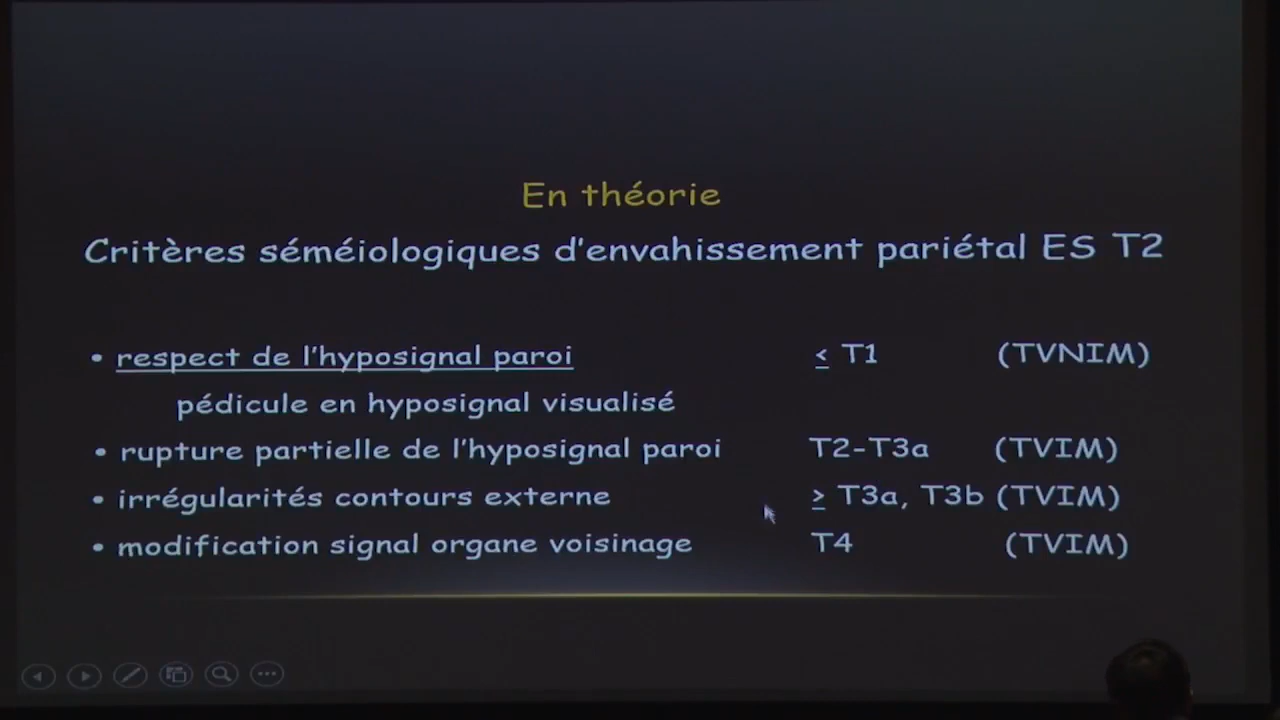 En théorie
Critères séméiologiques d'envahissement pariétal ES T2
• respect de l'hyposignal paroi ≤ T1 (TVNIM)
pédicule en hyposignal visualisé
• rupture partielle de l'hyposignal paroi T2-T3a (TVIM)
• irrégularités contours externe ≥ T3a, T3b (TVIM)
• modification signal organe voisinage T4 (TVIM)